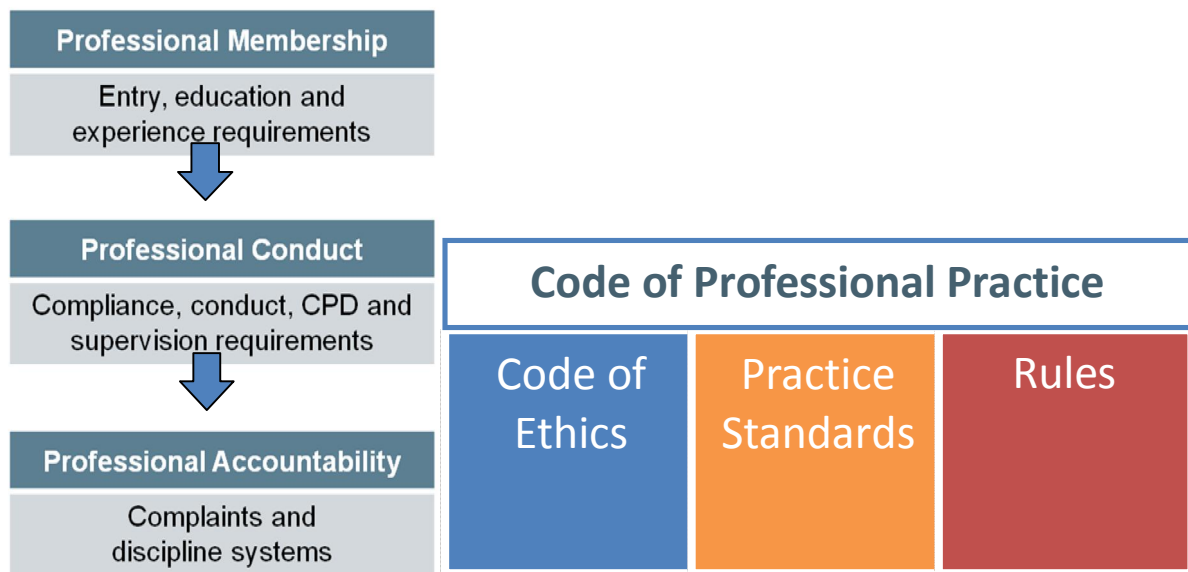 Professional Membership
Entry, education and
experience requirements
Professional Conduct
Compliance, conduct, CPD and
supervision requirements
Professional Accountability
Complaints and
discipline systems
Code of Professional Practice
Code of
Ethics
Practice
Standards
Rules